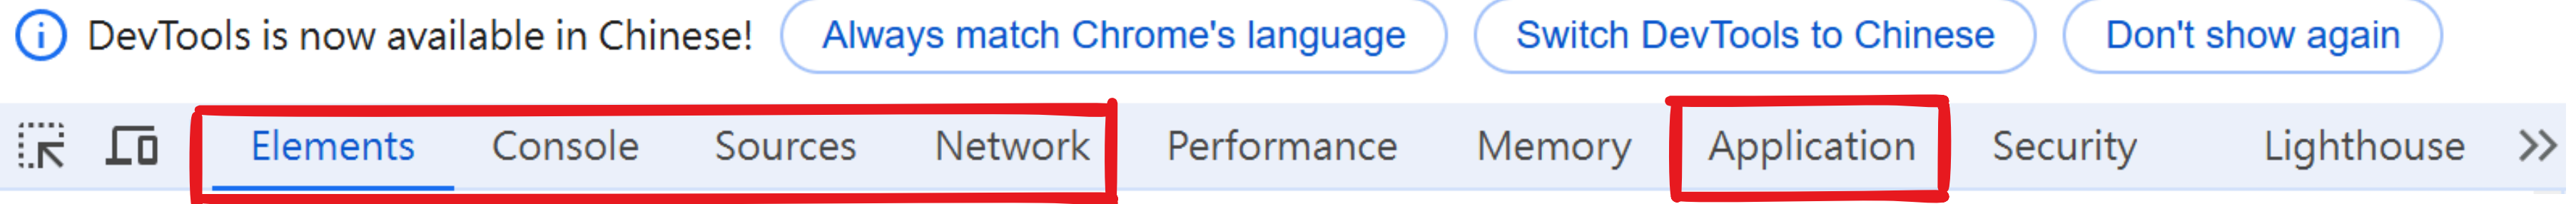 DevTools is now available in Chinese! Always match Chrome's language Switch DevTools to Chinese Don't show again
Elements Console Sources Network Performance Memory Application Security Lighthouse